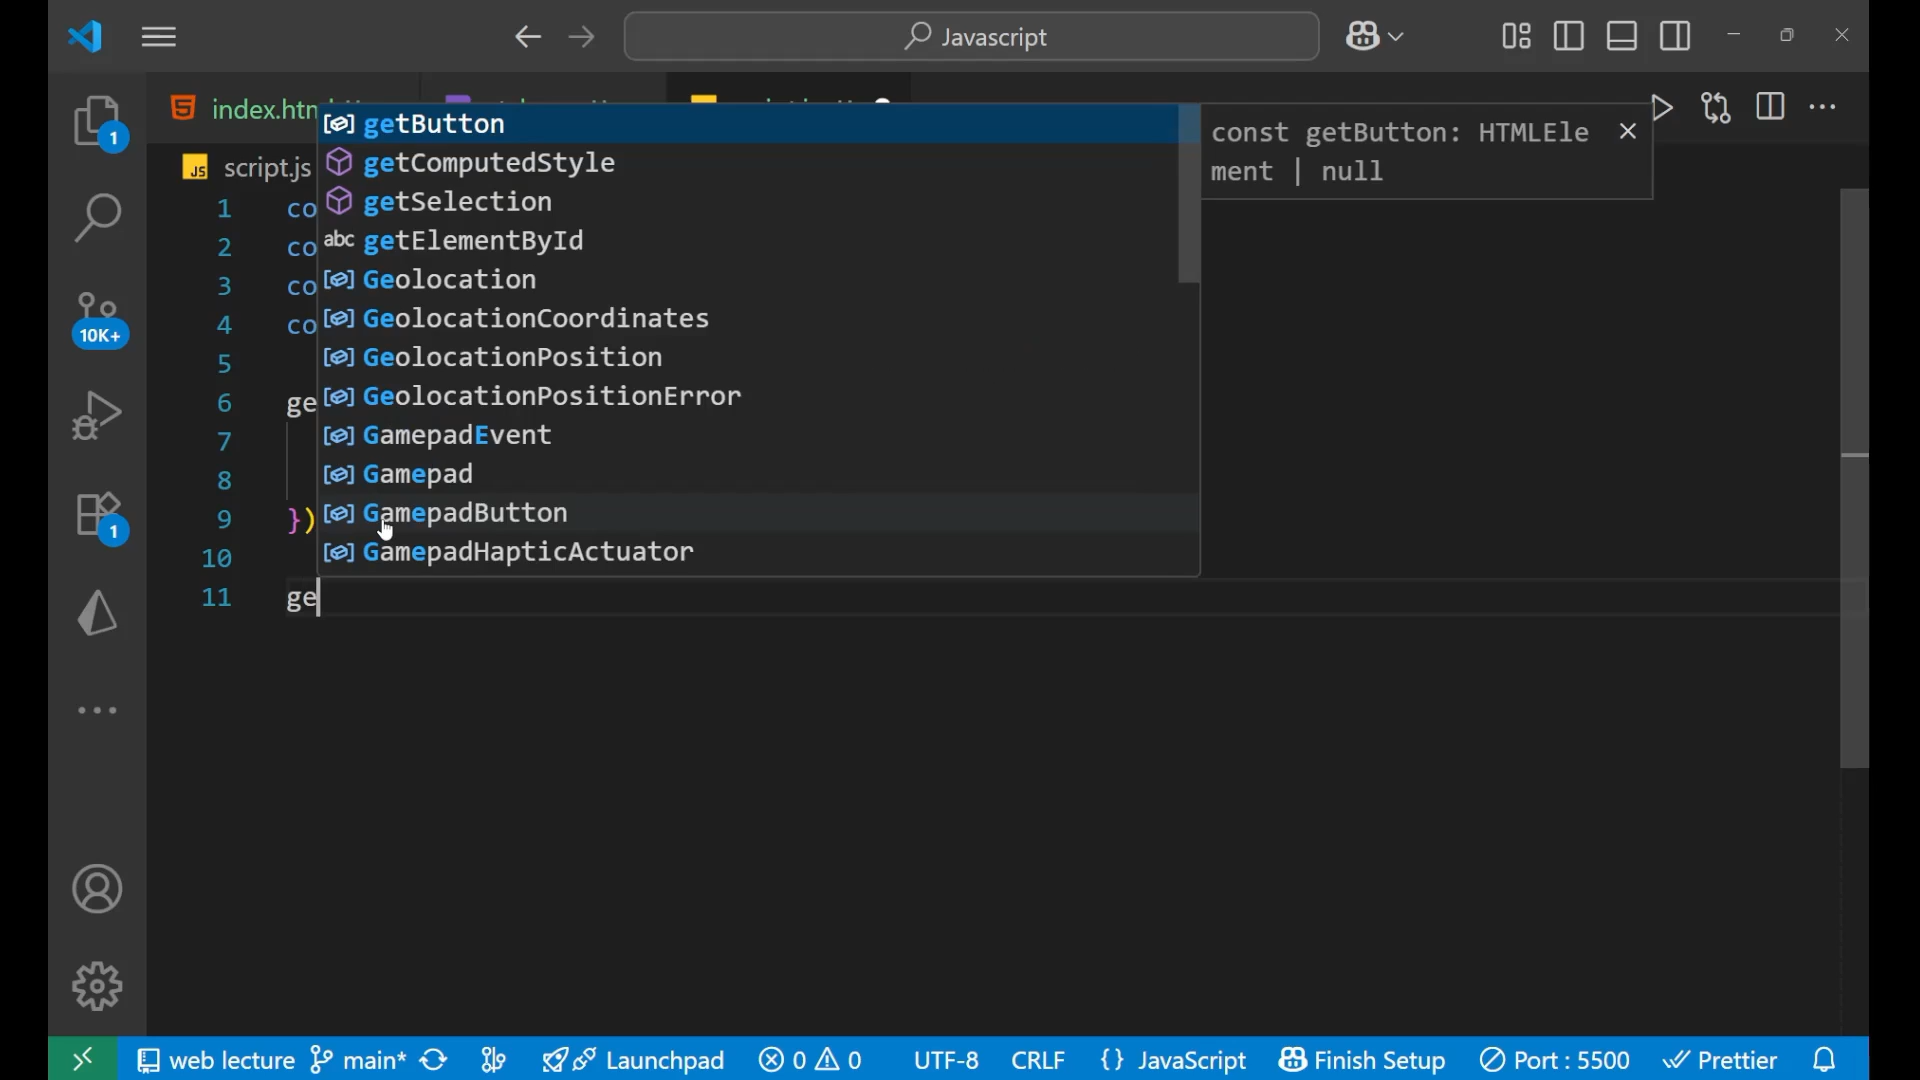 Javascript
index.htm
script.js
1 co
2 co
3 co
4 co
5
6 ge
7
8
9 })
10
11 ge
getButton
getComputedStyle
getSelection
abc getElementById
Geolocation
GeolocationCoordinates
GeolocationPosition
GeolocationPositionError
GamepadEvent
Gamepad
GamepadButton
GamepadHapticActuator
const getButton: HTMLEle
ment | null
1
10K+
1
web lecture main* Launchpad 0 0 UTF-8 CRLF {} JavaScript Finish Setup Port : 5500 Prettier